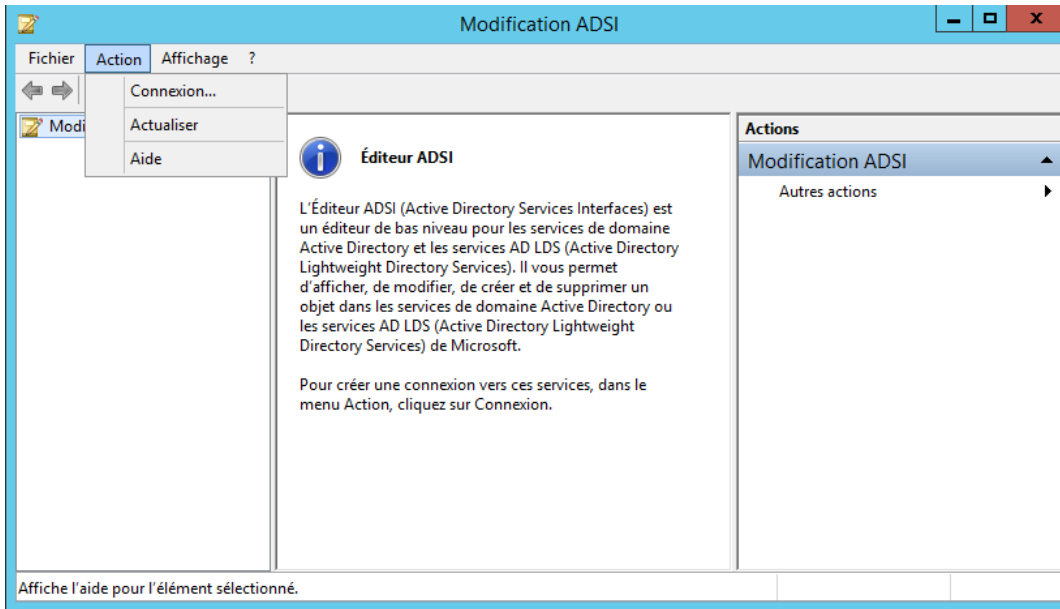 Modification ADSI
Fichier Action Affichage ?
Connexion...
Actualiser
Aide
Modi
Éditeur ADSI
L'Éditeur ADSI (Active Directory Services Interfaces) est
un éditeur de bas niveau pour les services de domaine
Active Directory et les services AD LDS (Active Directory
Lightweight Directory Services). Il vous permet
d'afficher, de modifier, de créer et de supprimer un
objet dans les services de domaine Active Directory ou
les services AD LDS (Active Directory Lightweight
Directory Services) de Microsoft.
Pour créer une connexion vers ces services, dans le
menu Action, cliquez sur Connexion.
Actions
Modification ADSI
Autres actions
Affiche l'aide pour l'élément sélectionné.